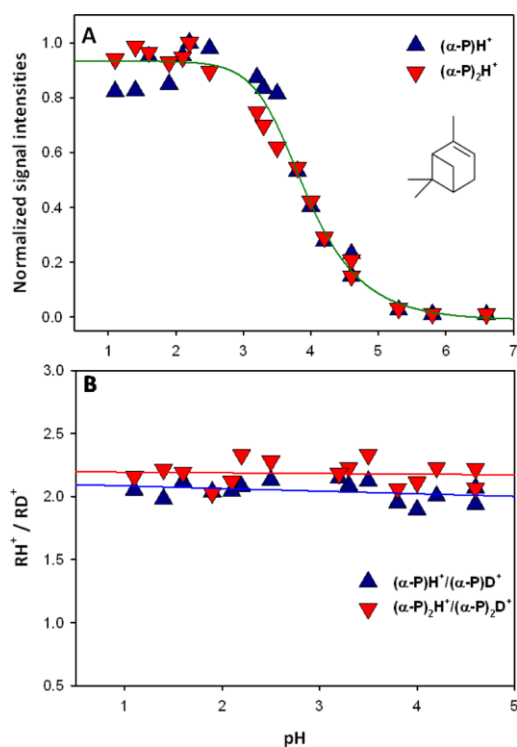 A
(α-P)H⁺
(α-P)₂H⁺
Normalized signal intensities
1.0
0.8
0.6
0.4
0.2
0.0
1 2 3 4 5 6 7
B
3.0
2.5
2.0
1.5
1.0
0.5
RH⁺ / RD⁺
(α-P)H⁺/(α-P)D⁺
(α-P)₂H⁺/(α-P)₂D⁺
1 2 3 4 5
pH